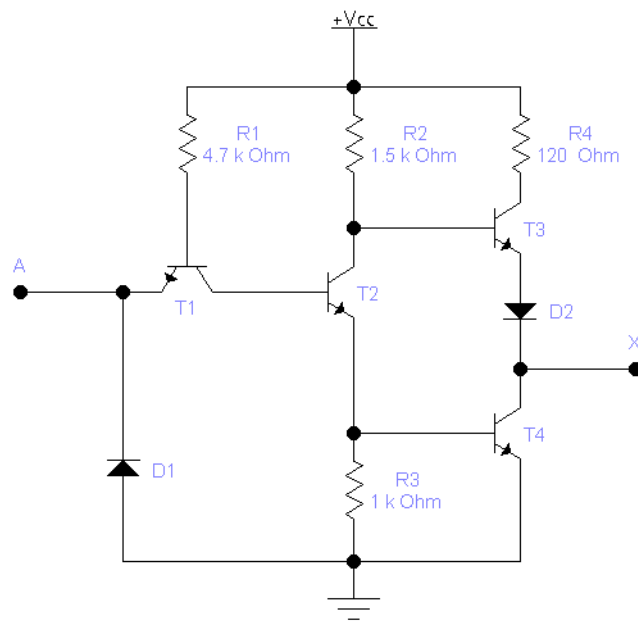 +Vcc
R1
4.7 k Ohm
R2
1.5 k Ohm
R4
120 Ohm
T3
A
T1
T2
D2
X
T4
D1
R3
1 k Ohm